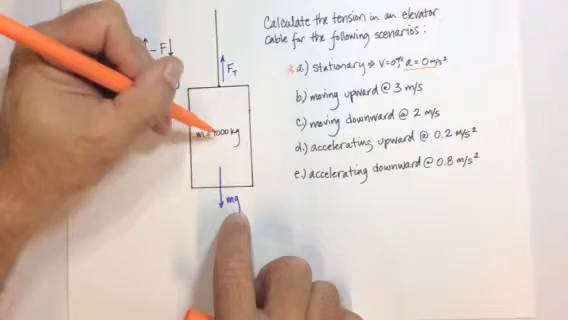 Calculate the tension in an elevator
cable for the following scenarios:
* a.) stationary → v=0 m/s a = 0 m/s²
b.) moving upward @ 3 m/s
c.) moving downward @ 2 m/s
d.) accelerating upward @ 0.2 m/s²
e.) accelerating downward @ 0.8 m/s²
- F
F_T
m = 1000 kg
mg